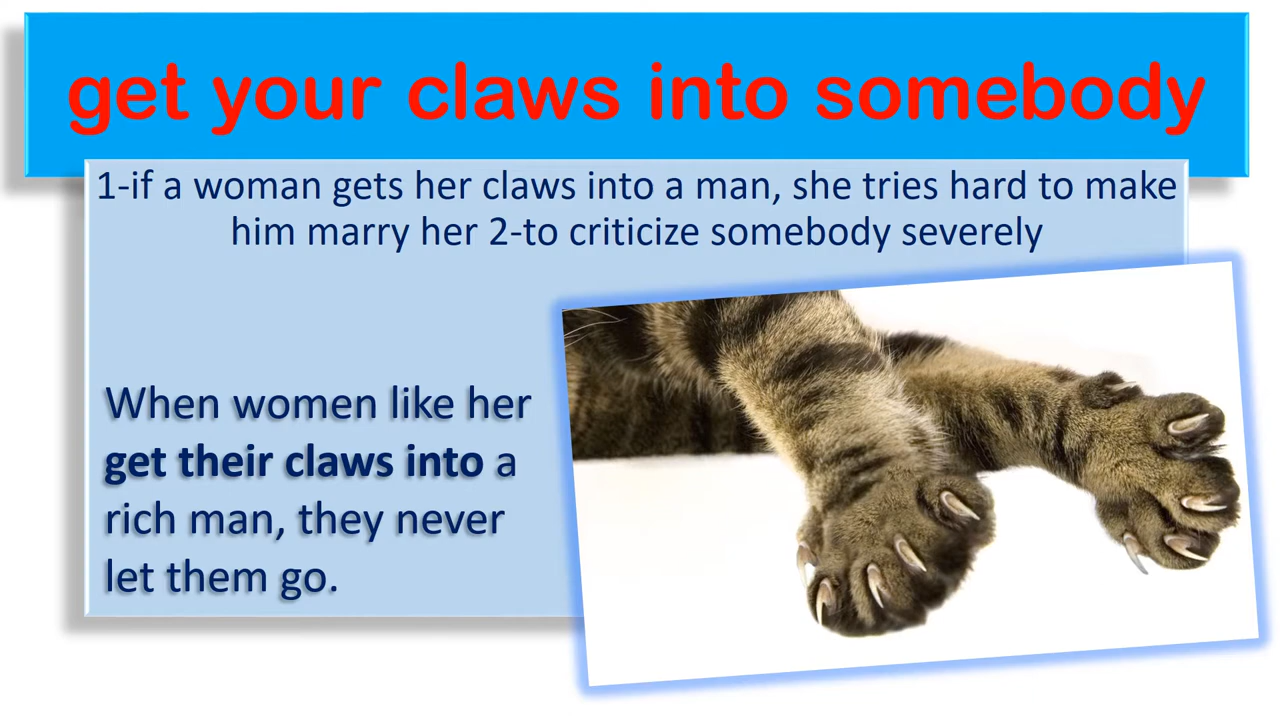 get your claws into somebody
1-if a woman gets her claws into a man, she tries hard to make
him marry her 2-to criticize somebody severely
When women like her
get their claws into a
rich man, they never
let them go.